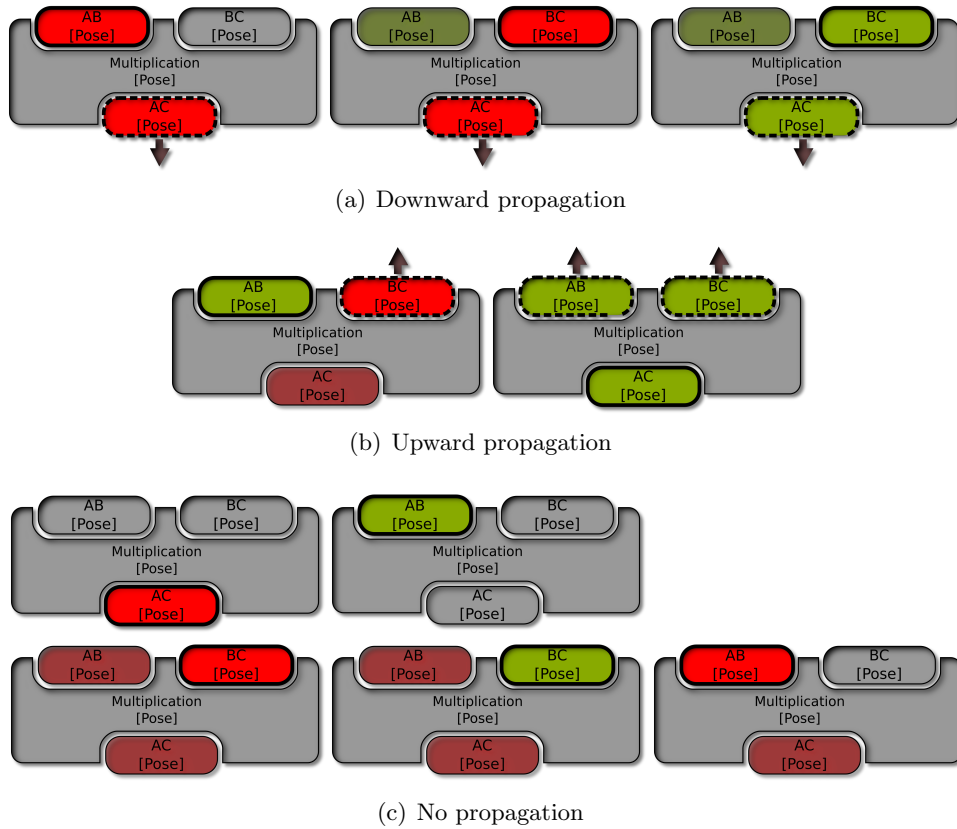 AB BC AB BC AB BC
[Pose] [Pose] [Pose] [Pose] [Pose] [Pose]
Multiplication Multiplication Multiplication
[Pose] [Pose] [Pose]
AC AC AC
[Pose] [Pose] [Pose]
(a) Downward propagation
AB BC AB BC
[Pose] [Pose] [Pose] [Pose]
Multiplication Multiplication
[Pose] [Pose]
AC AC
[Pose] [Pose]
(b) Upward propagation
AB BC AB BC
[Pose] [Pose] [Pose] [Pose]
Multiplication Multiplication
[Pose] [Pose]
AC AC
[Pose] [Pose]
AB BC AB BC AB BC
[Pose] [Pose] [Pose] [Pose] [Pose] [Pose]
Multiplication Multiplication Multiplication
[Pose] [Pose] [Pose]
AC AC AC
[Pose] [Pose] [Pose]
(c) No propagation